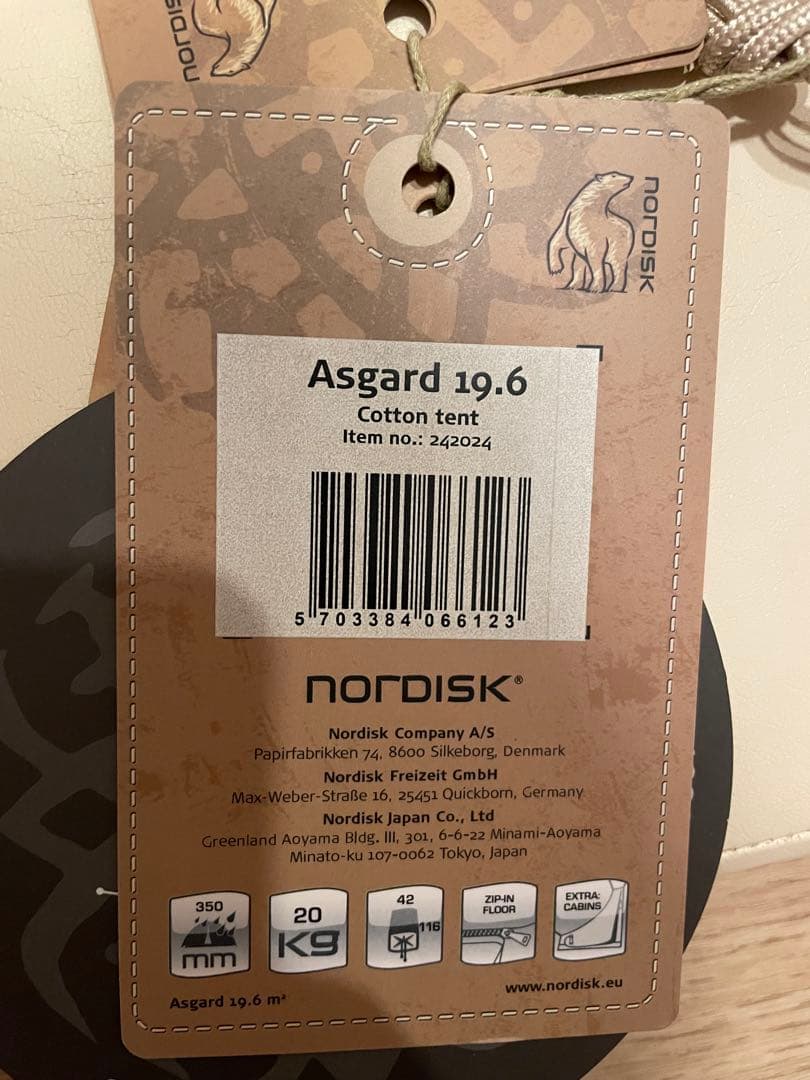 nordisk
nordisk
Asgard 19.6
Cotton tent
Item no.: 242024
5 703384 066123
nordisk®
Nordisk Company A/S
Papirfabrikken 74, 8600 Silkeborg, Denmark
Nordisk Freizeit GmbH
Max-Weber-Straße 16, 25451 Quickborn, Germany
Nordisk Japan Co., Ltd
Greenland Aoyama Bldg. III, 301, 6-6-22 Minami-Aoyama
Minato-ku 107-0062 Tokyo, Japan
350
mm
20
KG
42
116
ZIP-IN
FLOOR
EXTRA:
CABINS
Asgard 19.6 m²
www.nordisk.eu